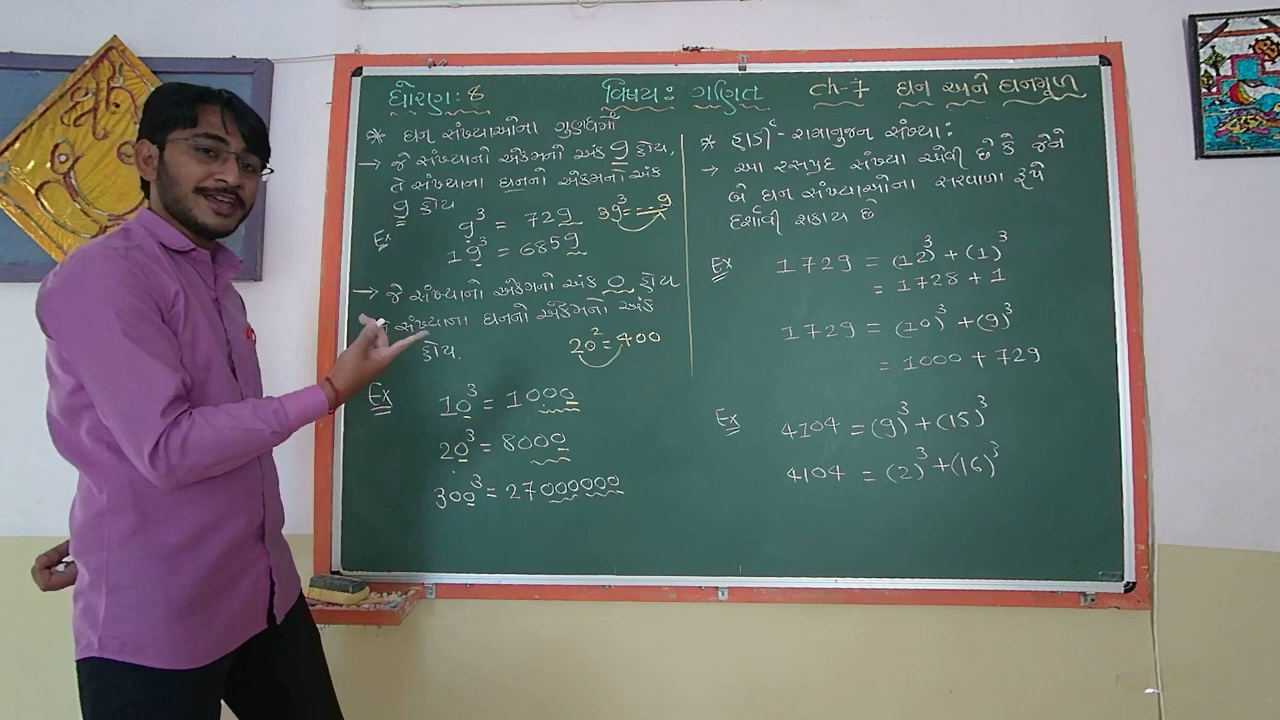 ધોરણ: 8 વિષય: ગણિત ch-7 ઘન અને ઘનમૂળ
* ઘન સંખ્યાઓના ગુણધર્મો
→ જે સંખ્યાનો એકમનો અંક 9 હોય,
તે સંખ્યાના ઘનનો એકમનો અંક
9 હોય
Ex 9³ = 729 39³ = --9
19³ = 6859
→ જે સંખ્યાનો એકમનો અંક 0 હોય
સંખ્યાના ઘનનો એકમનો અંક
હોય.
20² = 400
Ex 10³ = 1000
20³ = 8000
300³ = 27000000
* હાર્ડી - રામાનુજન સંખ્યા:
→ આ રસપ્રદ સંખ્યા એવી છે કે જેને
બે ઘન સંખ્યાઓના સરવાળા રૂપે
દર્શાવી શકાય છે
Ex 1729 = (12)³ + (1)³
= 1728 + 1
1729 = (10)³ + (9)³
= 1000 + 729
Ex 4104 = (9)³ + (15)³
4104 = (2)³ + (16)³